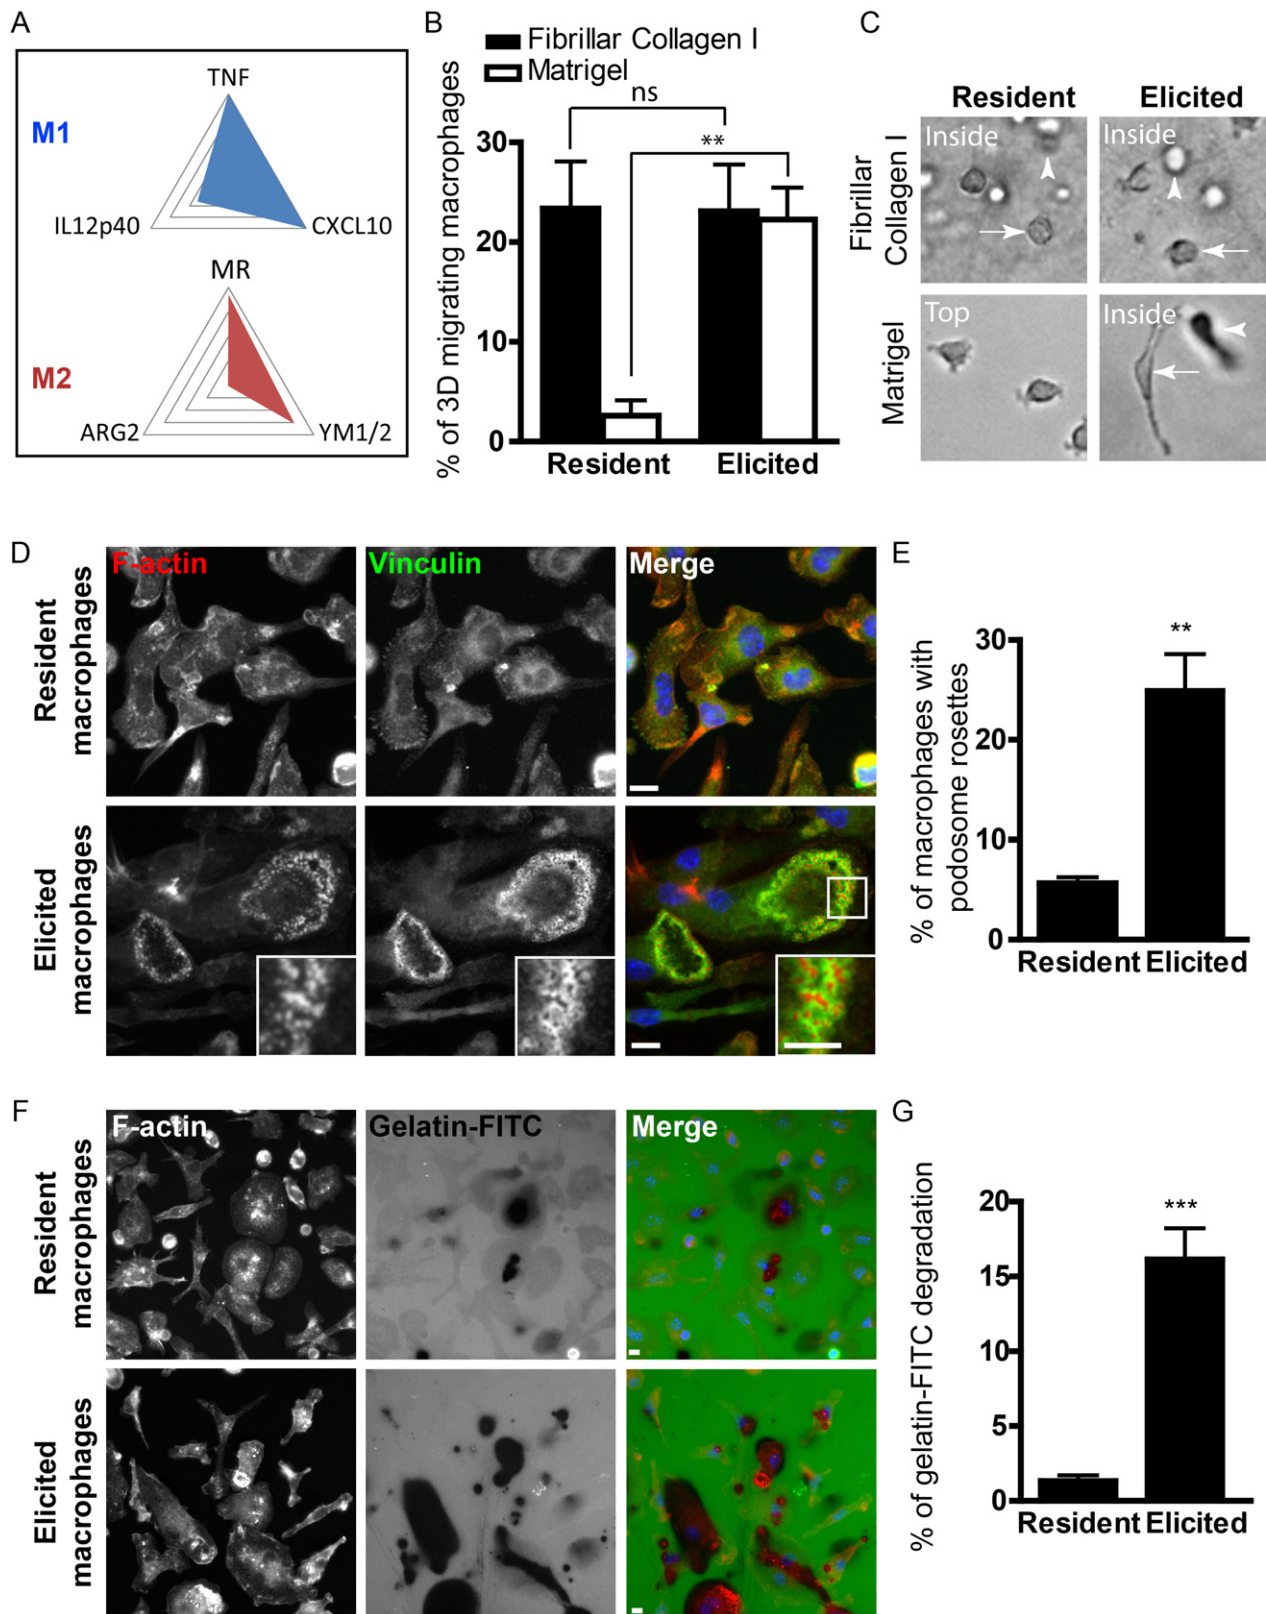 A
TNF
M1
IL12p40
CXCL10
MR
M2
ARG2
YM1/2
B
Fibrillar Collagen I
Matrigel
% of 3D migrating macrophages
30
20
10
0
ns
**
Resident
Elicited
C
Resident
Elicited
Fibrillar
Collagen I
Inside
Inside
Matrigel
Top
Inside
D
Resident
macrophages
F-actin
Vinculin
Merge
Elicited
macrophages
E
% of macrophages with
podosome rosettes
30
20
10
0
**
Resident
Elicited
F
Resident
macrophages
F-actin
Gelatin-FITC
Merge
Elicited
macrophages
G
% of gelatin-FITC degradation
20
15
10
5
0
***
Resident
Elicited